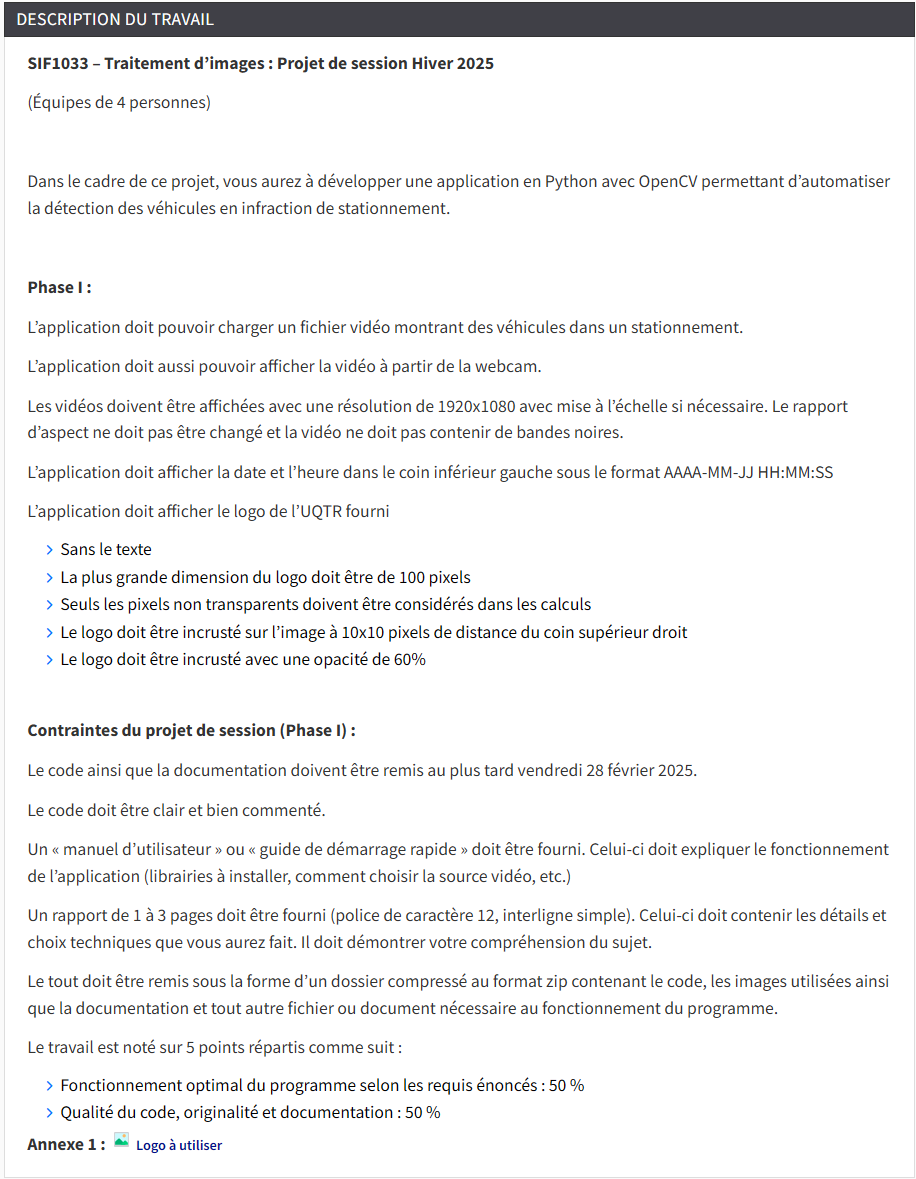 DESCRIPTION DU TRAVAIL
SIF1033 – Traitement d’images : Projet de session Hiver 2025
(Équipes de 4 personnes)
Dans le cadre de ce projet, vous aurez à développer une application en Python avec OpenCV permettant d’automatiser
la détection des véhicules en infraction de stationnement.
Phase I :
L’application doit pouvoir charger un fichier vidéo montrant des véhicules dans un stationnement.
L’application doit aussi pouvoir afficher la vidéo à partir de la webcam.
Les vidéos doivent être affichées avec une résolution de 1920x1080 avec mise à l’échelle si nécessaire. Le rapport
d’aspect ne doit pas être changé et la vidéo ne doit pas contenir de bandes noires.
L’application doit afficher la date et l’heure dans le coin inférieur gauche sous le format AAAA-MM-JJ HH:MM:SS
L’application doit afficher le logo de l’UQTR fourni
Sans le texte
La plus grande dimension du logo doit être de 100 pixels
Seuls les pixels non transparents doivent être considérés dans les calculs
Le logo doit être incrusté sur l’image à 10x10 pixels de distance du coin supérieur droit
Le logo doit être incrusté avec une opacité de 60%
Contraintes du projet de session (Phase I) :
Le code ainsi que la documentation doivent être remis au plus tard vendredi 28 février 2025.
Le code doit être clair et bien commenté.
Un « manuel d’utilisateur » ou « guide de démarrage rapide » doit être fourni. Celui-ci doit expliquer le fonctionnement
de l’application (librairies à installer, comment choisir la source vidéo, etc.)
Un rapport de 1 à 3 pages doit être fourni (police de caractère 12, interligne simple). Celui-ci doit contenir les détails et
choix techniques que vous aurez fait. Il doit démontrer votre compréhension du sujet.
Le tout doit être remis sous la forme d’un dossier compressé au format zip contenant le code, les images utilisées ainsi
que la documentation et tout autre fichier ou document nécessaire au fonctionnement du programme.
Le travail est noté sur 5 points répartis comme suit :
Fonctionnement optimal du programme selon les requis énoncés : 50 %
Qualité du code, originalité et documentation : 50 %
Annexe 1 : Logo à utiliser